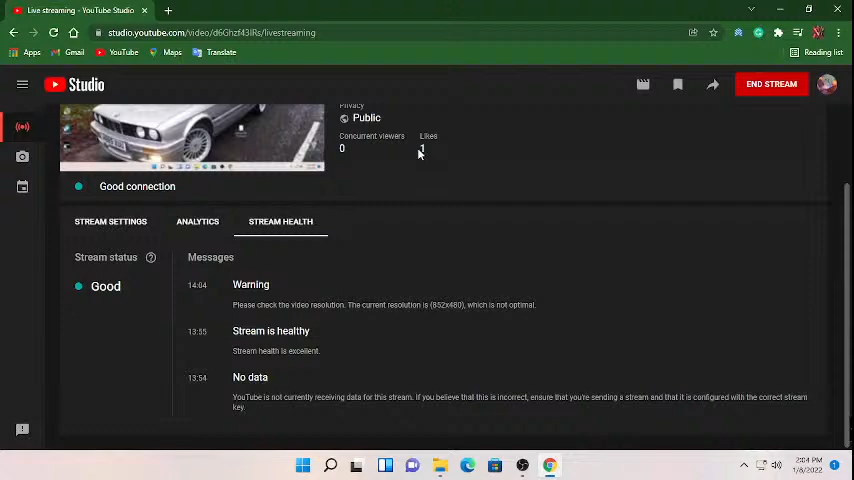 Live streaming - YouTube Studio
studio.youtube.com/video/d6Ghzf43lRs/livestreaming
Apps Gmail YouTube Maps Translate Reading list
Studio END STREAM
Privacy
Public
Concurrent viewers Likes
0 1
Good connection
STREAM SETTINGS ANALYTICS STREAM HEALTH
Stream status Messages
Good
14:04 Warning
Please check the video resolution. The current resolution is (852x480), which is not optimal.
13:55 Stream is healthy
Stream health is excellent.
13:54 No data
YouTube is not currently receiving data for this stream. If you believe that this is incorrect, ensure that you're sending a stream and that it is configured with the correct stream
key.
2:04 PM
1/8/2022
1